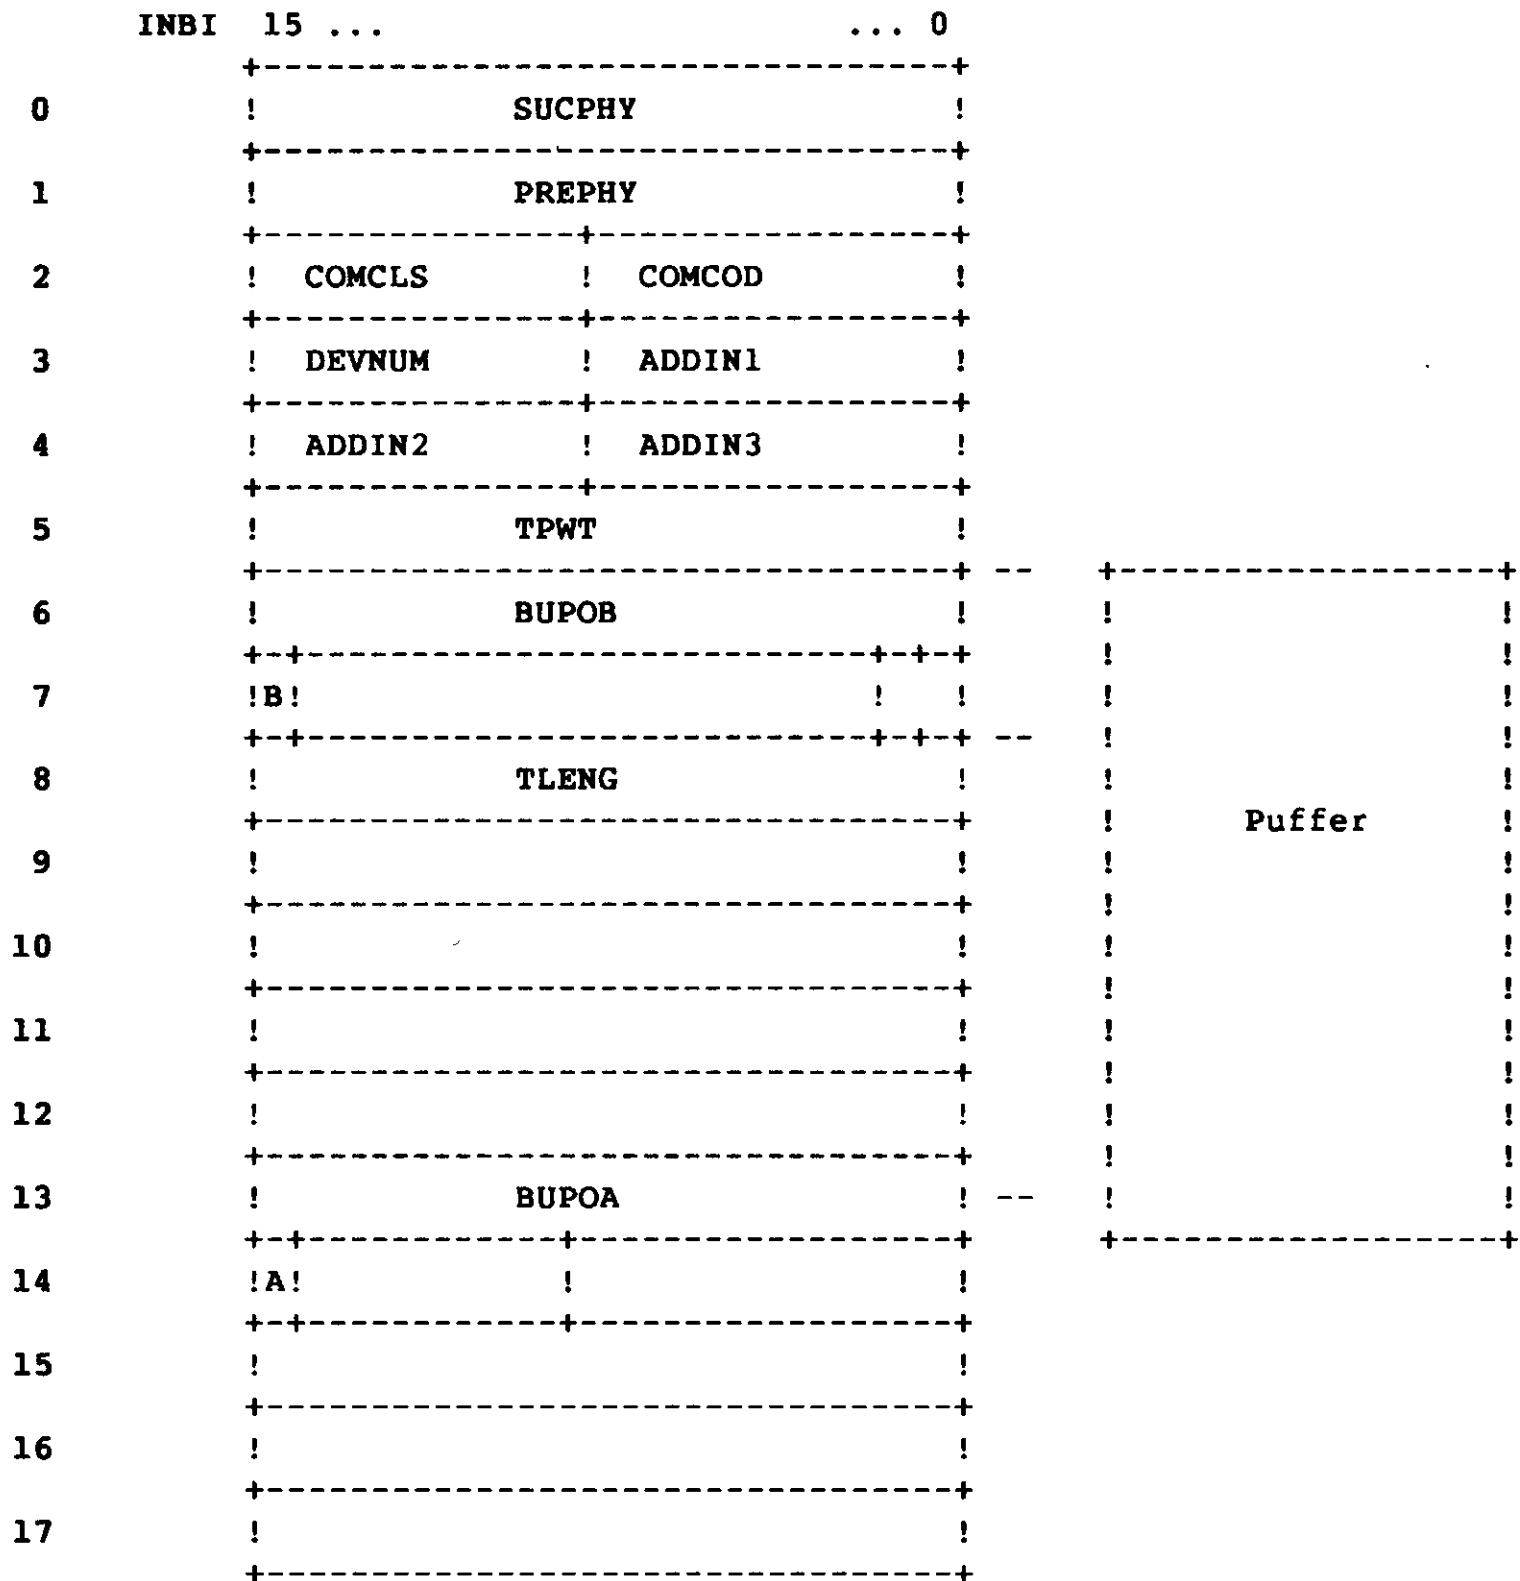 INBI 15 ... ... 0
0 SUCPHY
1 PREPHY
2 COMCLS COMCOD
3 DEVNUM ADDIN1
4 ADDIN2 ADDIN3
5 TPWT
6 BUPOB
7 B
8 TLENG
Puffer
9
10
11
12
13 BUPOA
14 A
15
16
17